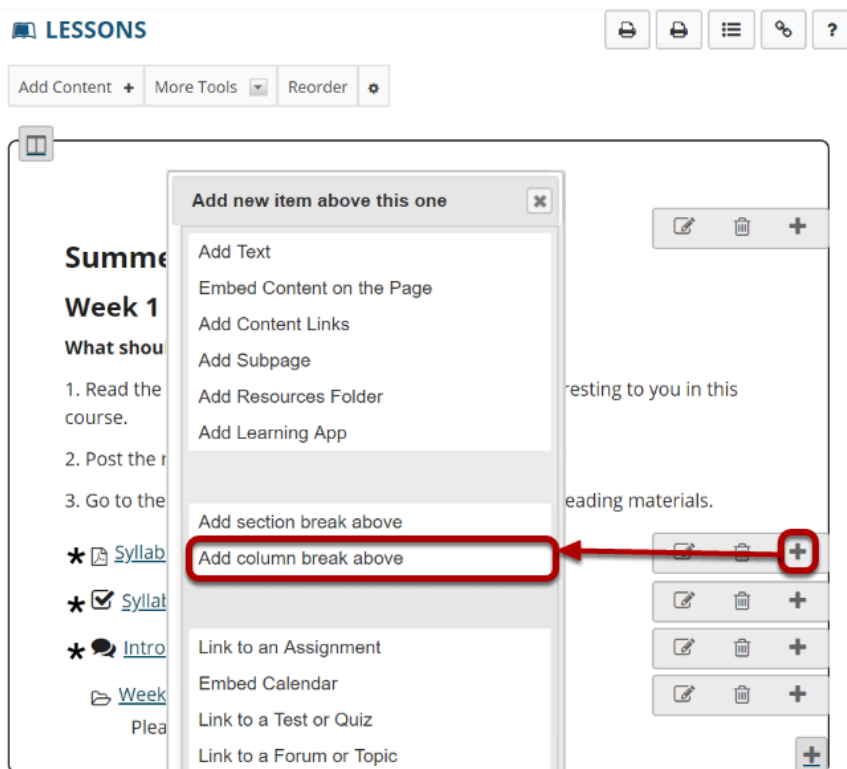 LESSONS
?
Add Content + More Tools Reorder
Add new item above this one
Add Text
Embed Content on the Page
Add Content Links
Add Subpage
Add Resources Folder
Add Learning App
Add section break above
Add column break above
Link to an Assignment
Embed Calendar
Link to a Test or Quiz
Link to a Forum or Topic
Week 1
What
1. Read the
resting to you in this
course.
2. Post the
3. Go to the
eading materials.
Syllab
Syllab
Intro
Week
Plea